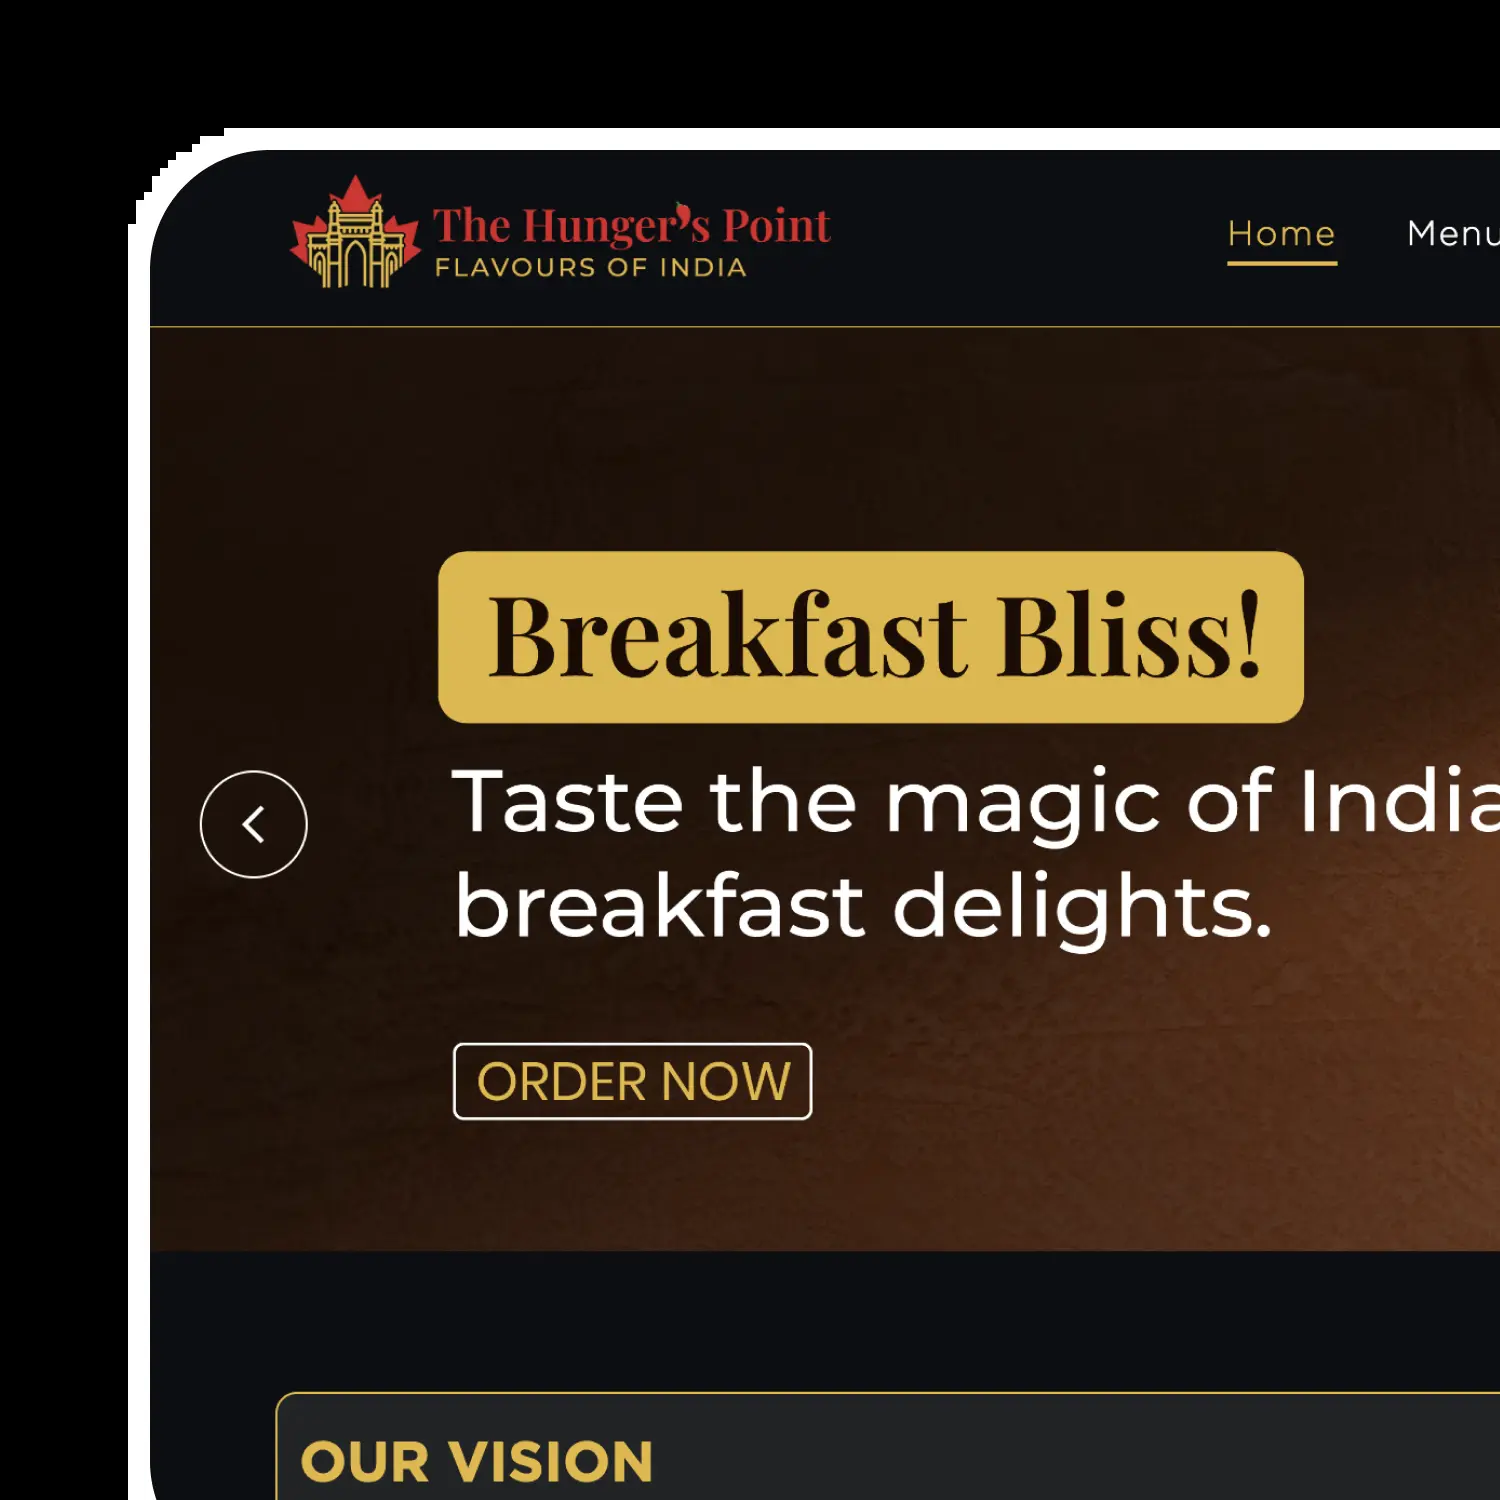 The Hunger's Point
FLAVOURS OF INDIA
Home Menu
Breakfast Bliss!
Taste the magic of India
breakfast delights.
ORDER NOW
OUR VISION